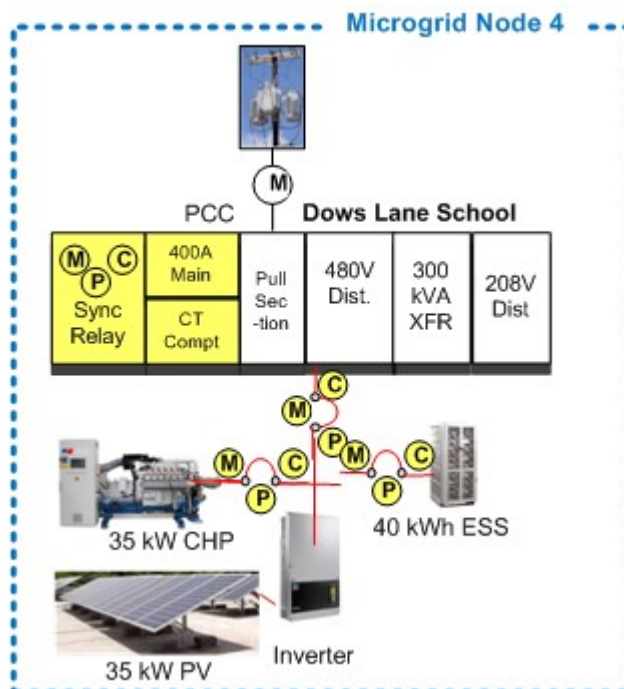 Microgrid Node 4
M
PCC
Dows Lane School
M
C
P
Sync
Relay
400A
Main
CT
Compt
Pull
Sec
-tion
480V
Dist.
300
kVA
XFR
208V
Dist
C
M
P
M
C
P
M
C
P
35 kW CHP
40 kWh ESS
Inverter
35 kW PV